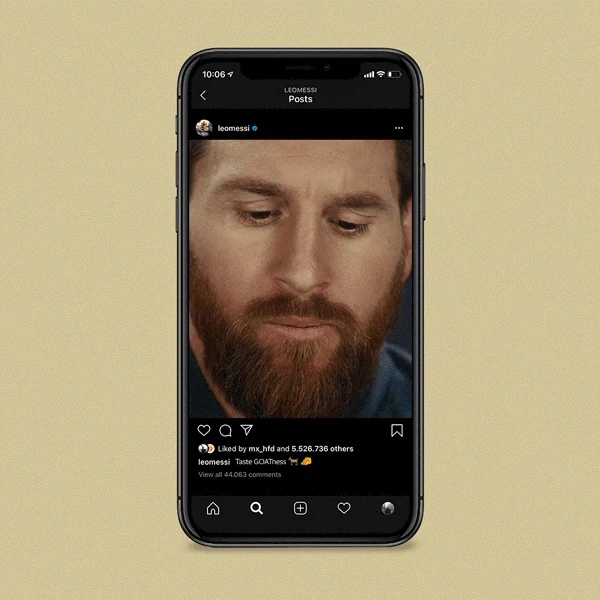 10:06
LEOMESSI
Posts
leomessi
Liked by mx_hfd and 5.526.736 others
leomessi Taste GOATness 🐐 🧀
View all 44.063 comments